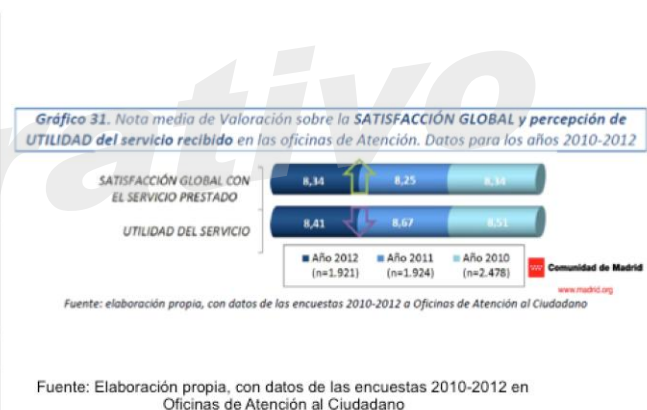 Gráfico 31. Nota media de Valoración sobre la SATISFACCIÓN GLOBAL y percepción de
UTILIDAD del servicio recibido en las oficinas de Atención. Datos para los años 2010-2012
SATISFACCIÓN GLOBAL CON
EL SERVICIO PRESTADO
8,34 8,25 8,34
UTILIDAD DEL SERVICIO
8,41 8,67 8,51
Año 2012 Año 2011 Año 2010
(n=1.921) (n=1.924) (n=2.478)
Comunidad de Madrid
www.madrid.org
Fuente: elaboración propia, con datos de las encuestas 2010-2012 a Oficinas de Atención al Ciudadano
Fuente: Elaboración propia, con datos de las encuestas 2010-2012 en
Oficinas de Atención al Ciudadano
rativo